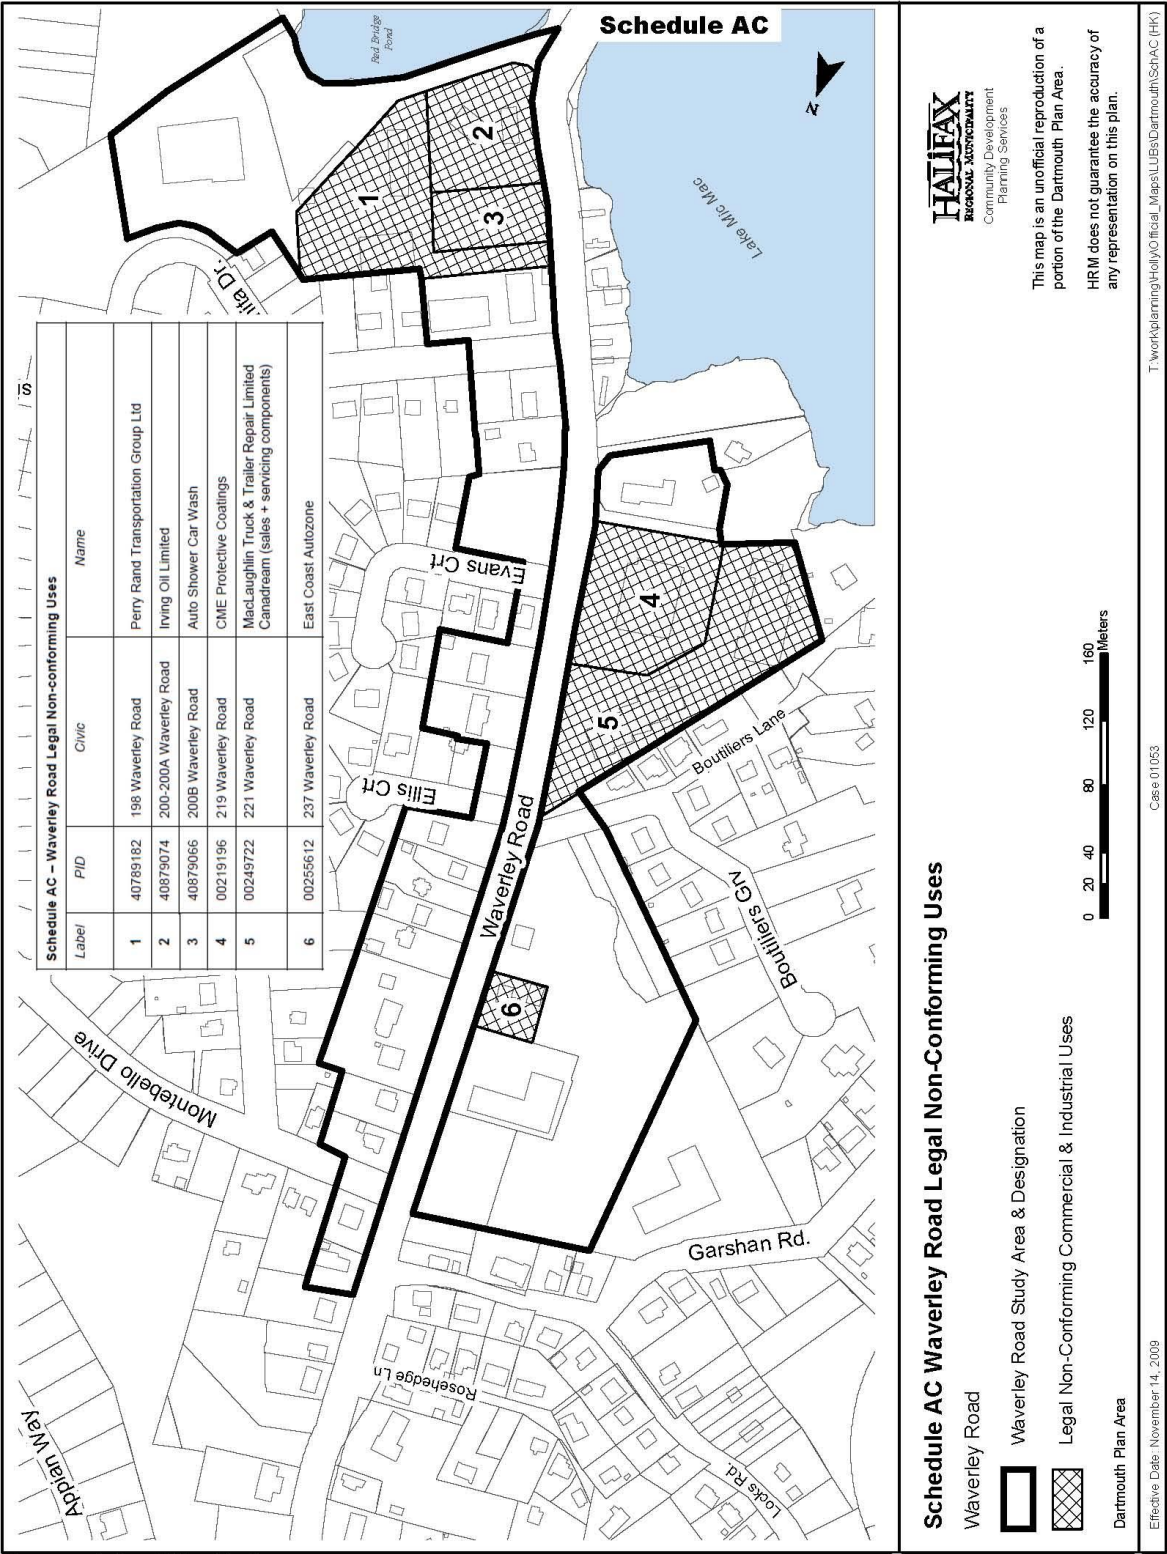 Schedule AC
Red Bridge
Pond
N
Lake Mic Mac
Schedule AC – Waverley Road Legal Non-conforming Uses
Label PID Civic Name
1 40789182 198 Waverley Road Perry Rand Transportation Group Ltd
2 40879074 200-200A Waverley Road Irving Oil Limited
3 40879066 200B Waverley Road Auto Shower Car Wash
4 00219196 219 Waverley Road CME Protective Coatings
5 00249722 221 Waverley Road MacLaughlin Truck & Trailer Repair Limited
Canadream (sales + servicing components)
6 00255612 237 Waverley Road East Coast Autozone
Appian Way
Montebello Drive
Ellis Crt
Evans Crt
nita Dr.
Waverley Road
Rosehedge Ln
Locks Rd.
Garshan Rd.
Boutiliers Grv
Boutiliers Lane
1
2
3
4
5
6
Schedule AC Waverley Road Legal Non-Conforming Uses
Waverley Road
Waverley Road Study Area & Designation
Legal Non-Conforming Commercial & Industrial Uses
Dartmouth Plan Area
0 20 40 80 120 160
Meters
HALIFAX
REGIONAL MUNICIPALITY
Community Development
Planning Services
This map is an unofficial reproduction of a
portion of the Dartmouth Plan Area.
HRM does not guarantee the accuracy of
any representation on this plan.
Effective Date: November 14, 2009
Case 01053
T:\work\planning\Holly\Official_Maps\LUBs\Dartmouth\SchAC (HK)